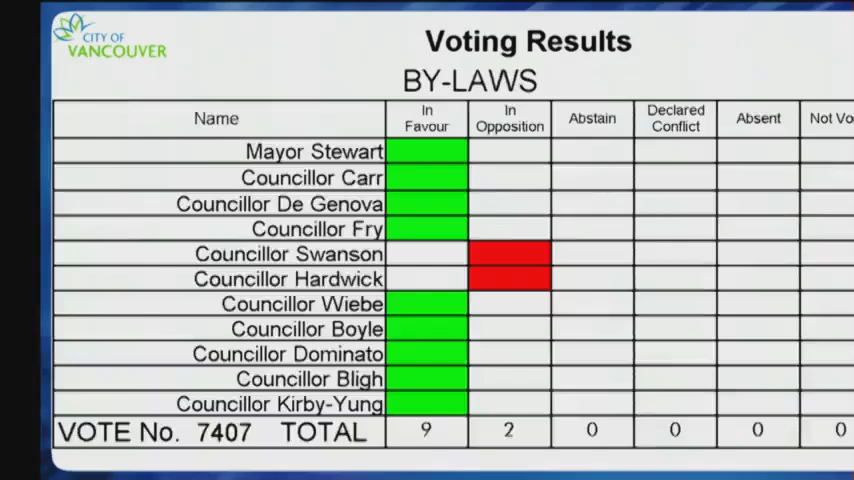 CITY OF
VANCOUVER
Voting Results
BY-LAWS
Name In Favour In Opposition Abstain Declared Conflict Absent Not Vo
Mayor Stewart
Councillor Carr
Councillor De Genova
Councillor Fry
Councillor Swanson
Councillor Hardwick
Councillor Wiebe
Councillor Boyle
Councillor Dominato
Councillor Bligh
Councillor Kirby-Yung
VOTE No. 7407 TOTAL 9 2 0 0 0 0